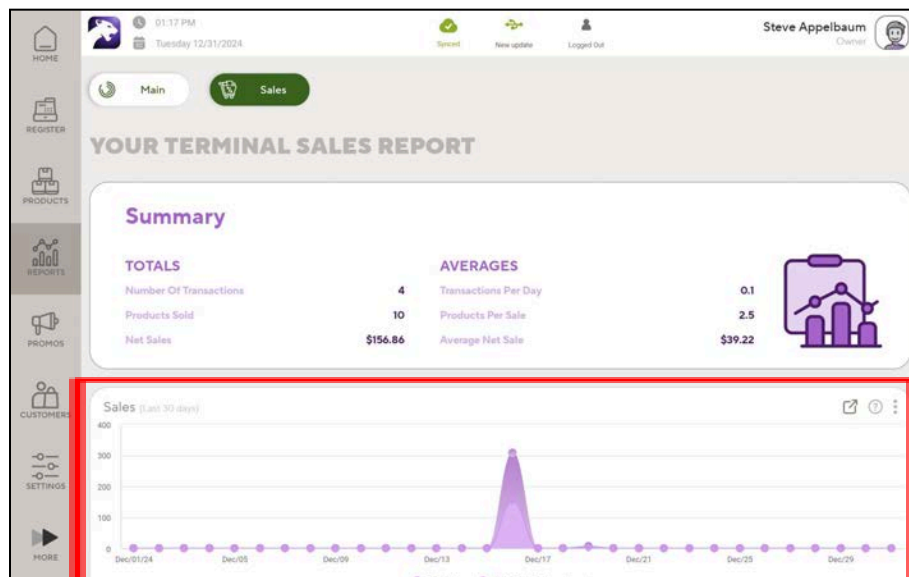 01:17 PM
Tuesday 12/31/2024
Synced
New update
Logged Out
Steve Appelbaum
Owner
HOME
REGISTER
PRODUCTS
REPORTS
PROMOS
CUSTOMERS
SETTINGS
MORE
Main
Sales
YOUR TERMINAL SALES REPORT
Summary
TOTALS
Number Of Transactions 4
Products Sold 10
Net Sales $156.86
AVERAGES
Transactions Per Day 0.1
Products Per Sale 2.5
Average Net Sale $39.22
Sales (Last 30 days)
400
300
200
100
0
Dec/01/24 Dec/05 Dec/09 Dec/13 Dec/17 Dec/21 Dec/25 Dec/29